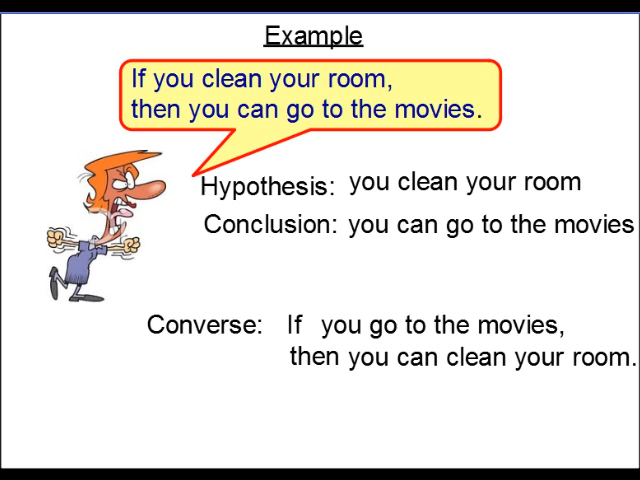 Example
If you clean your room,
then you can go to the movies.
Hypothesis: you clean your room
Conclusion: you can go to the movies
Converse: If you go to the movies,
then you can clean your room.